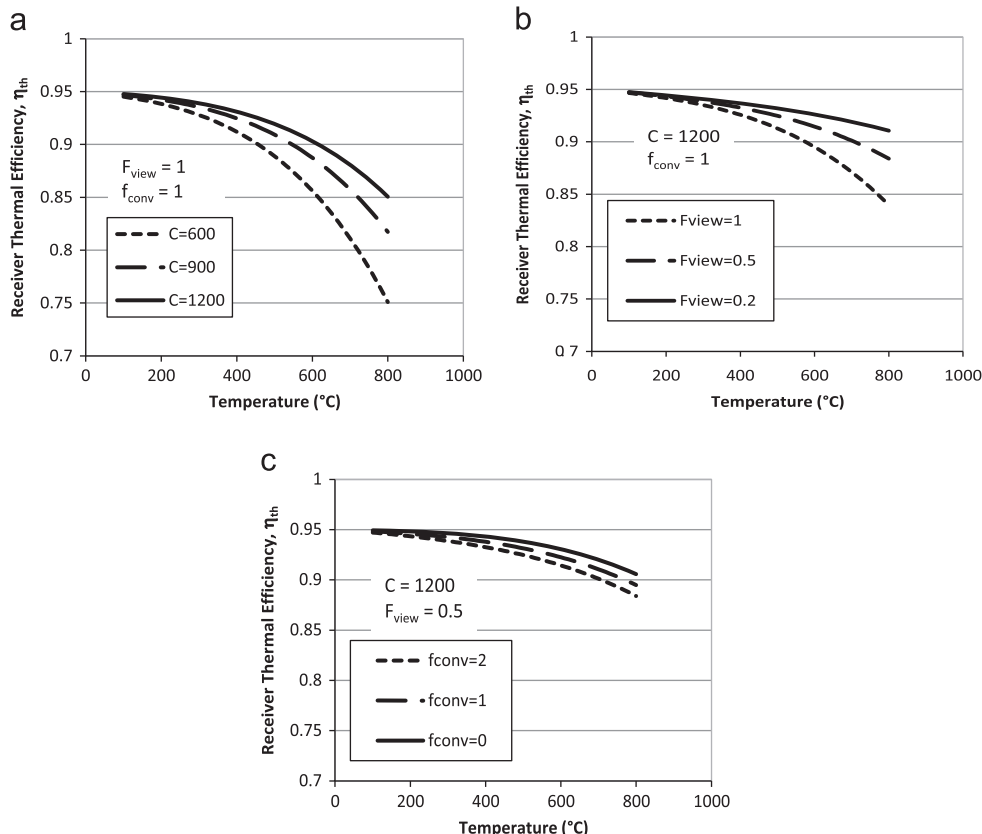 a
1
0.95
0.9
0.85
0.8
0.75
0.7
Receiver Thermal Efficiency, ηth
Fview = 1
fconv = 1
C=600
C=900
C=1200
0 200 400 600 800 1000
Temperature (°C)
b
1
0.95
0.9
0.85
0.8
0.75
0.7
Receiver Thermal Efficiency, ηth
C = 1200
fconv = 1
Fview=1
Fview=0.5
Fview=0.2
0 200 400 600 800 1000
Temperature (°C)
c
1
0.95
0.9
0.85
0.8
0.75
0.7
Receiver Thermal Efficiency, ηth
C = 1200
Fview = 0.5
fconv=2
fconv=1
fconv=0
0 200 400 600 800 1000
Temperature (°C)